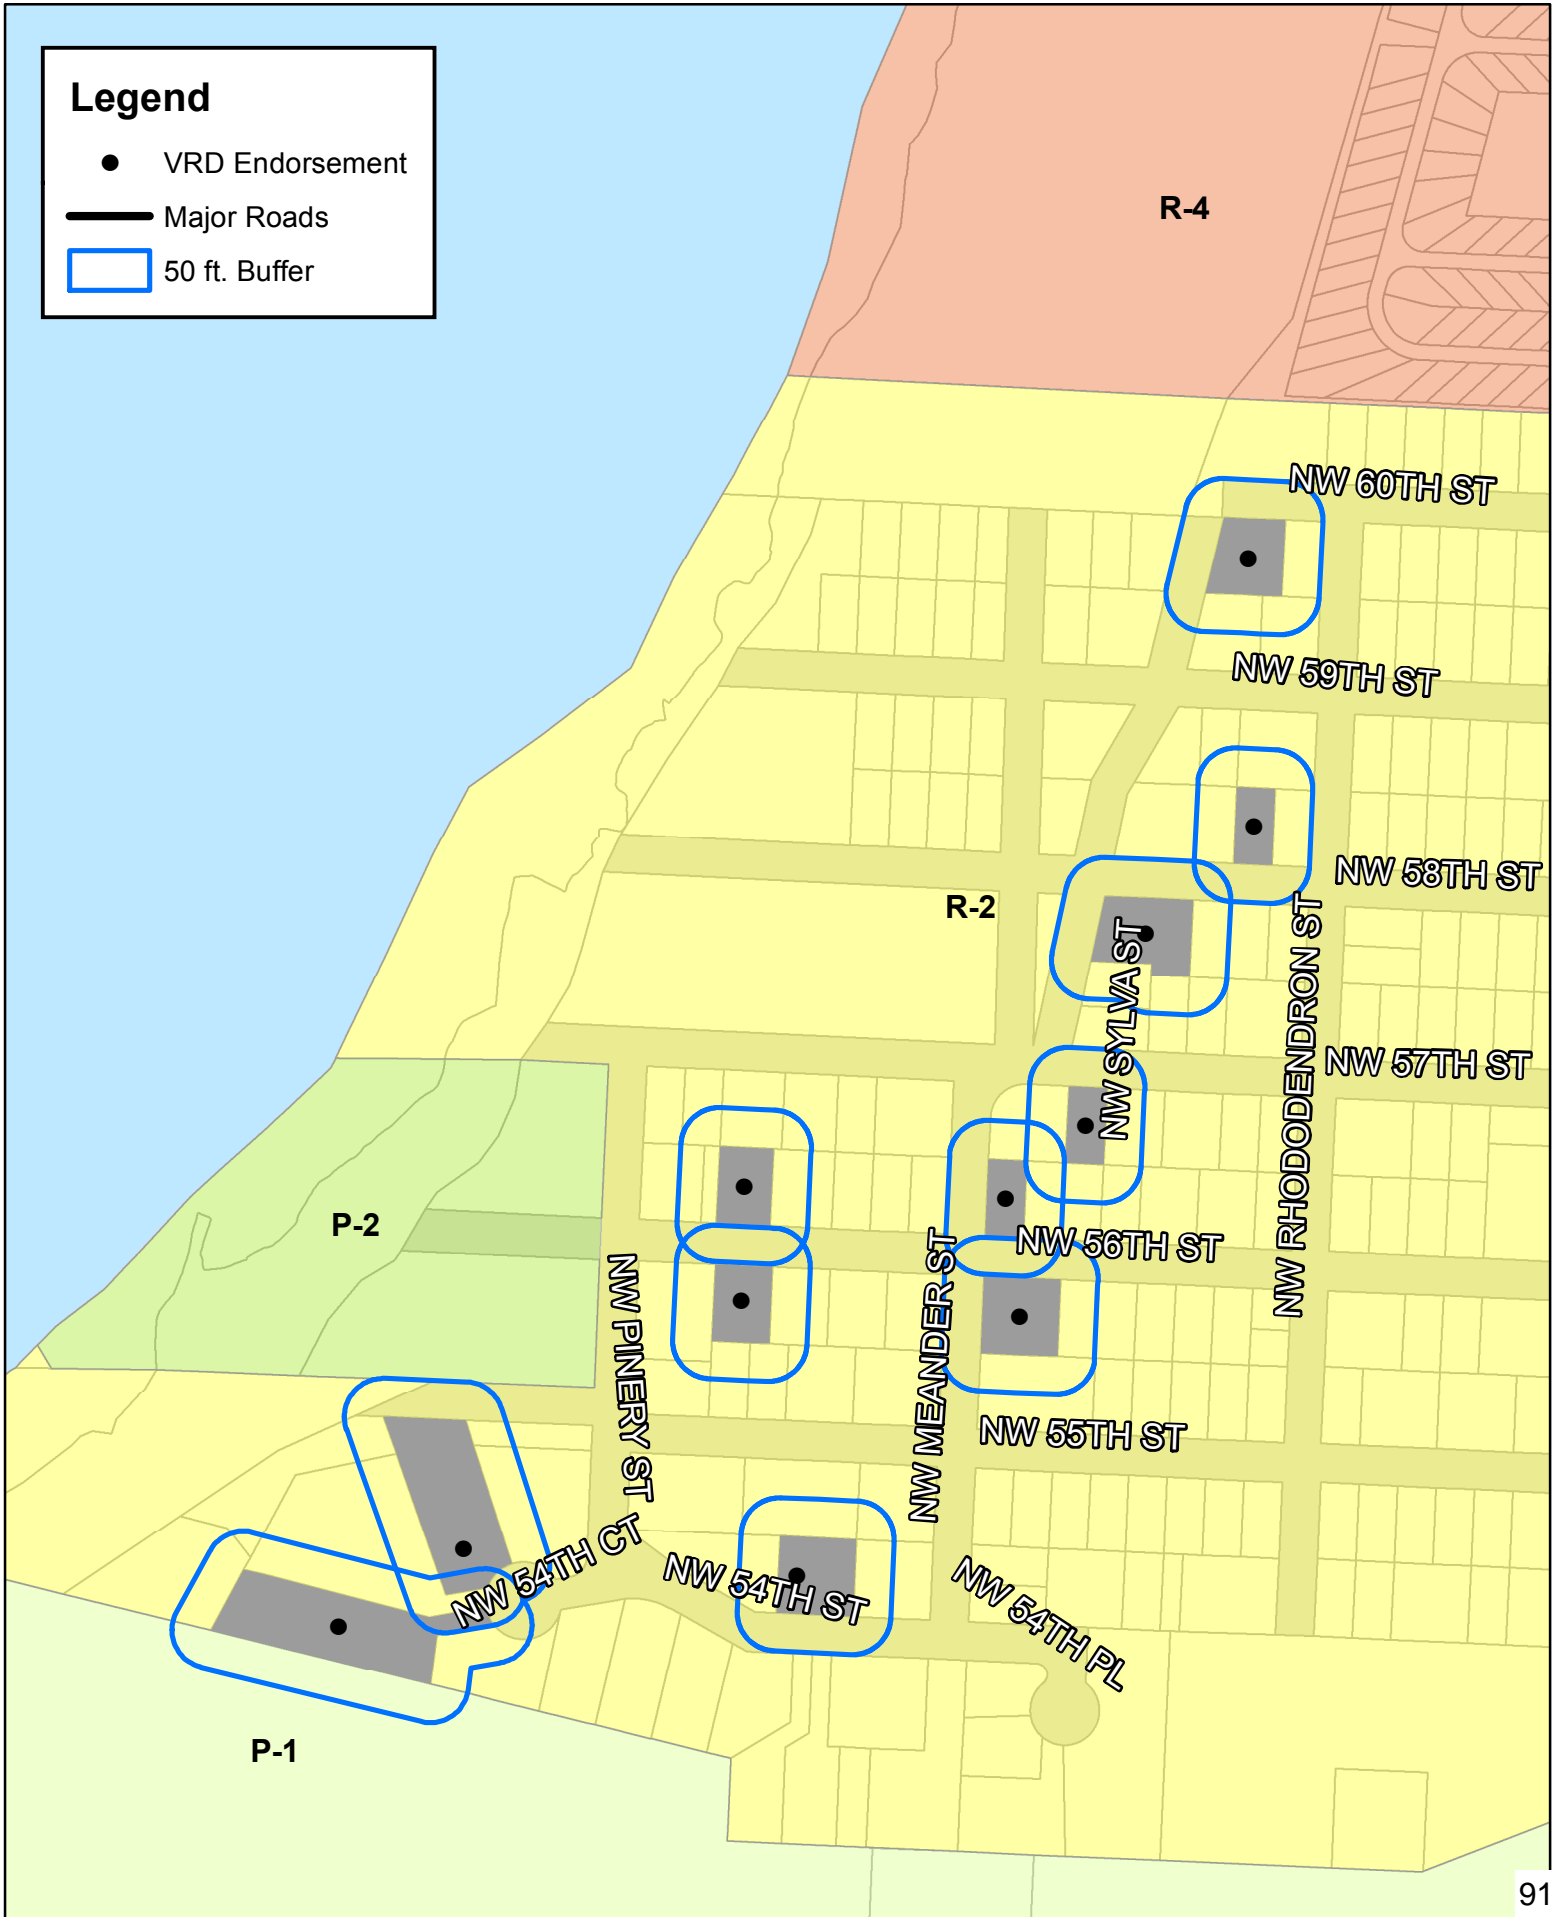 Legend
VRD Endorsement
Major Roads
50 ft. Buffer
R-4
NW 60TH ST
NW 59TH ST
NW 58TH ST
R-2
NW SYLVA ST
NW RHODODENDRON ST
NW 57TH ST
P-2
NW 56TH ST
NW PINERY ST
NW MEANDER ST
NW 55TH ST
NW 54TH CT
NW 54TH ST
NW 54TH PL
P-1
91